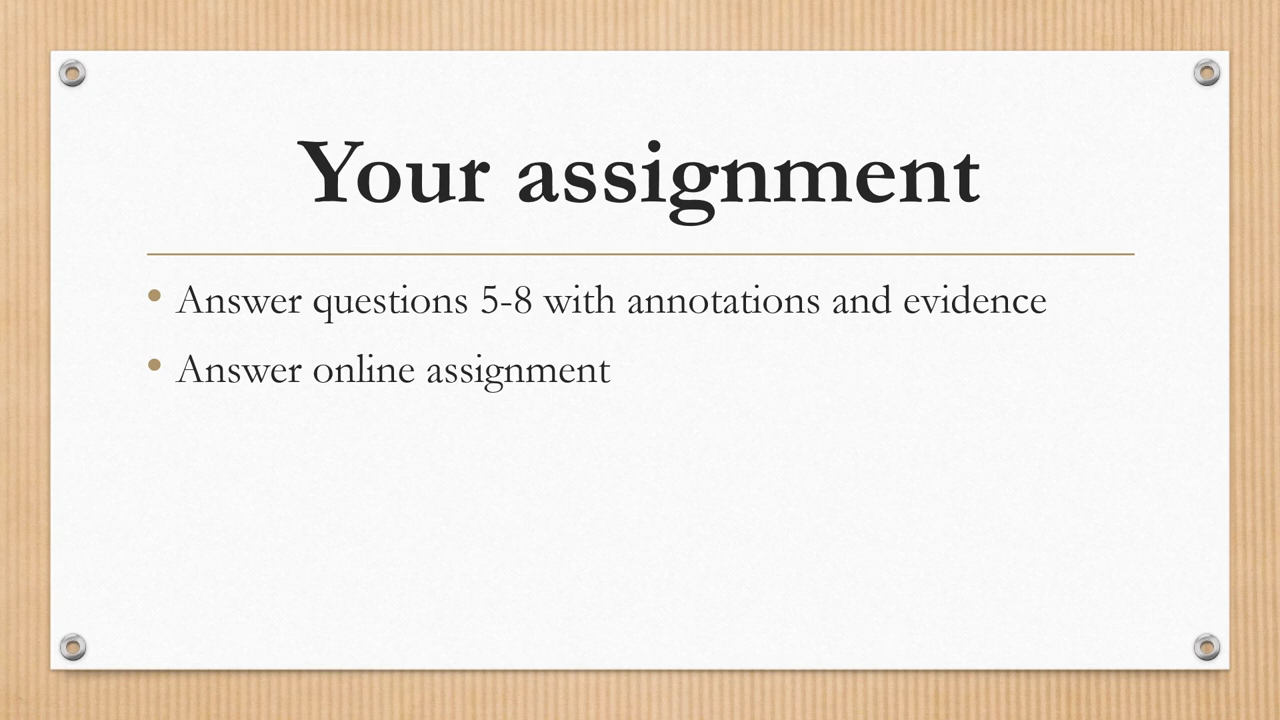 Your assignment
• Answer questions 5-8 with annotations and evidence
• Answer online assignment